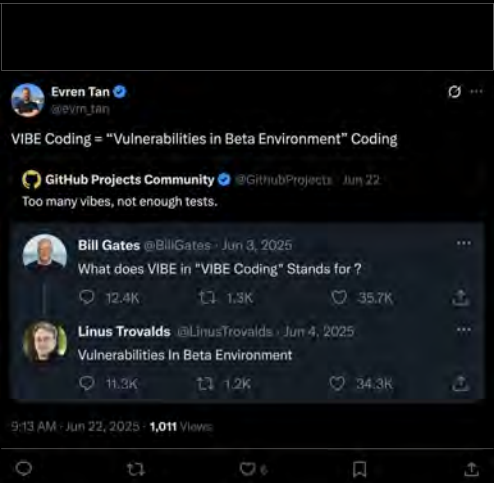 Evren Tan
@evrn_tan
VIBE Coding = “Vulnerabilities in Beta Environment” Coding
GitHub Projects Community @GithubProjects · Jun 22
Too many vibes, not enough tests.
Bill Gates @BillGates · Jun 3, 2025
What does VIBE in "VIBE Coding" Stands for ?
12.4K 1.3K 35.7K
Linus Trovalds @LinusTrovalds · Jun 4, 2025
Vulnerabilities In Beta Environment
11.3K 1.2K 34.3K
9:13 AM · Jun 22, 2025 · 1,011 Views
6